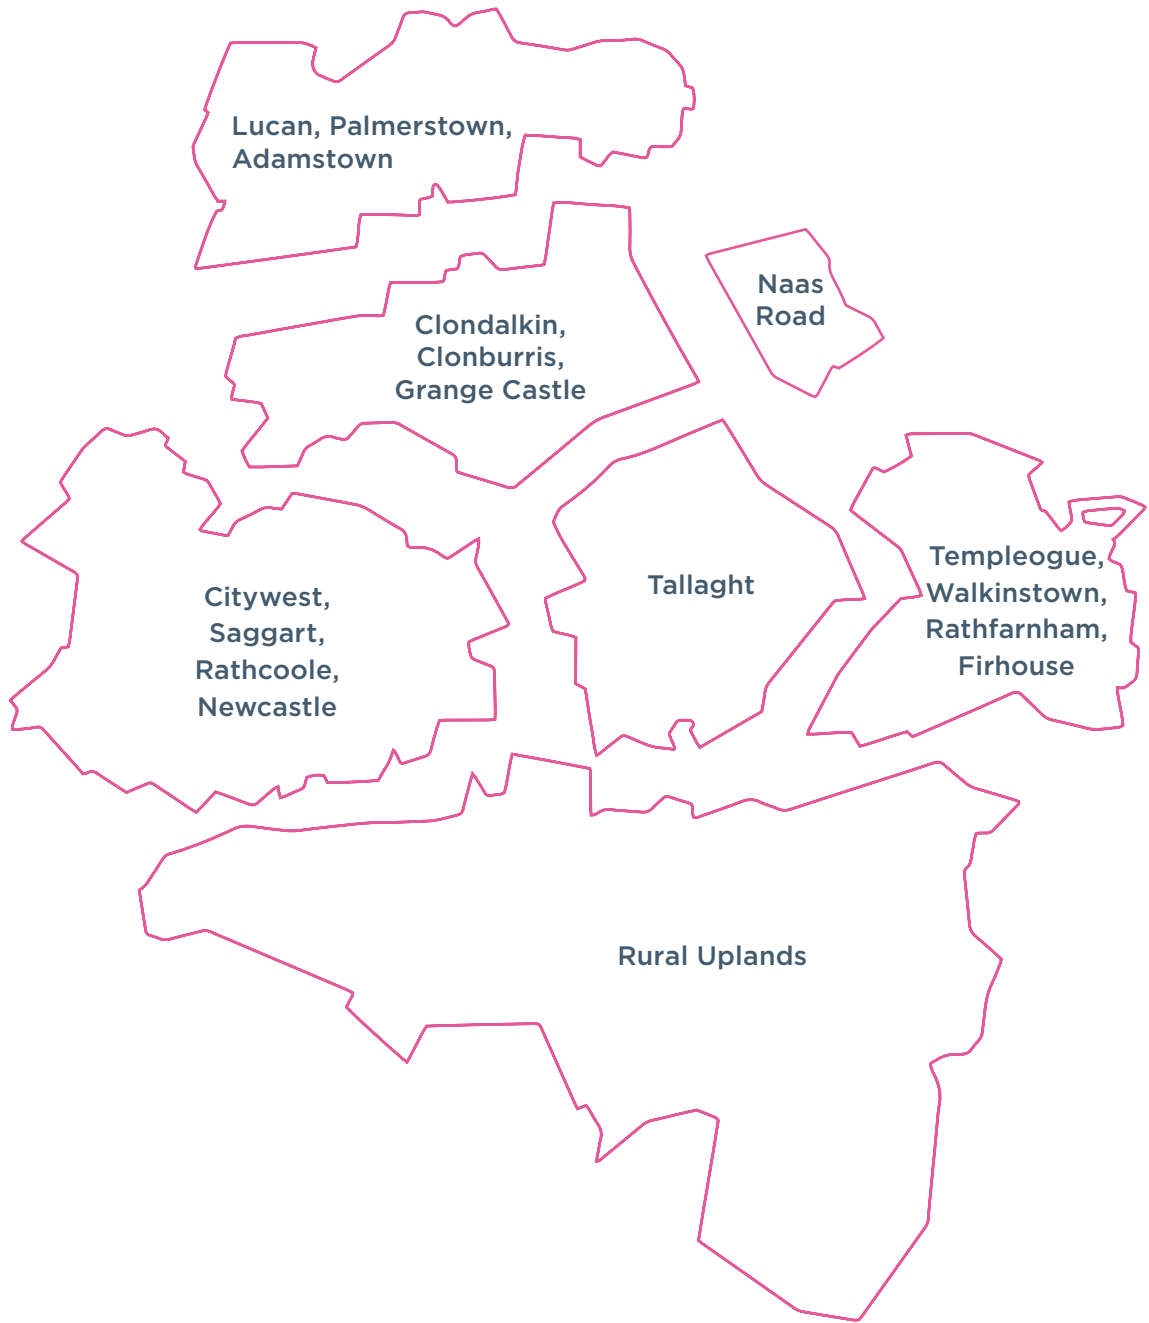 Lucan, Palmerstown,
Adamstown
Naas
Road
Clondalkin,
Clonburris,
Grange Castle
Citywest,
Saggart,
Rathcoole,
Newcastle
Tallaght
Templeogue,
Walkinstown,
Rathfarnham,
Firhouse
Rural Uplands